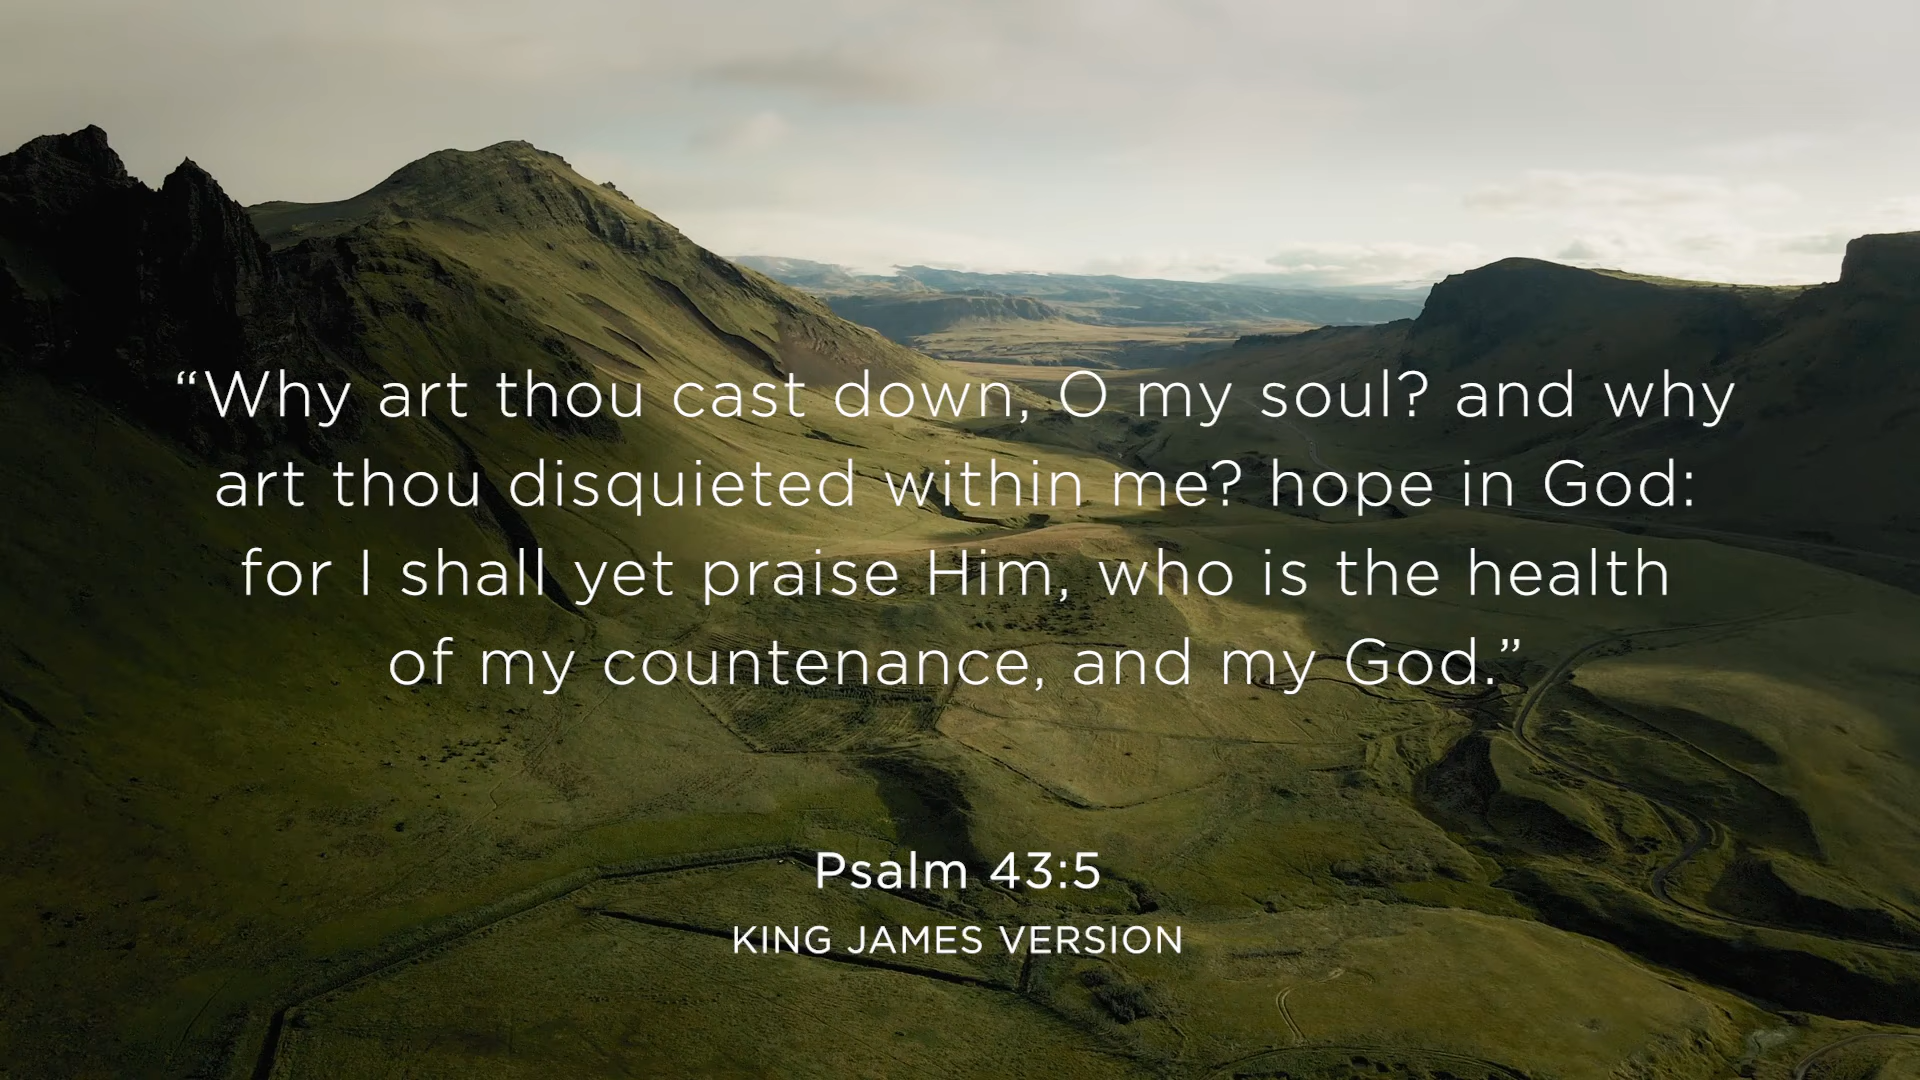 “Why art thou cast down, O my soul? and why
art thou disquieted within me? hope in God:
for I shall yet praise Him, who is the health
of my countenance, and my God.”
Psalm 43:5
KING JAMES VERSION